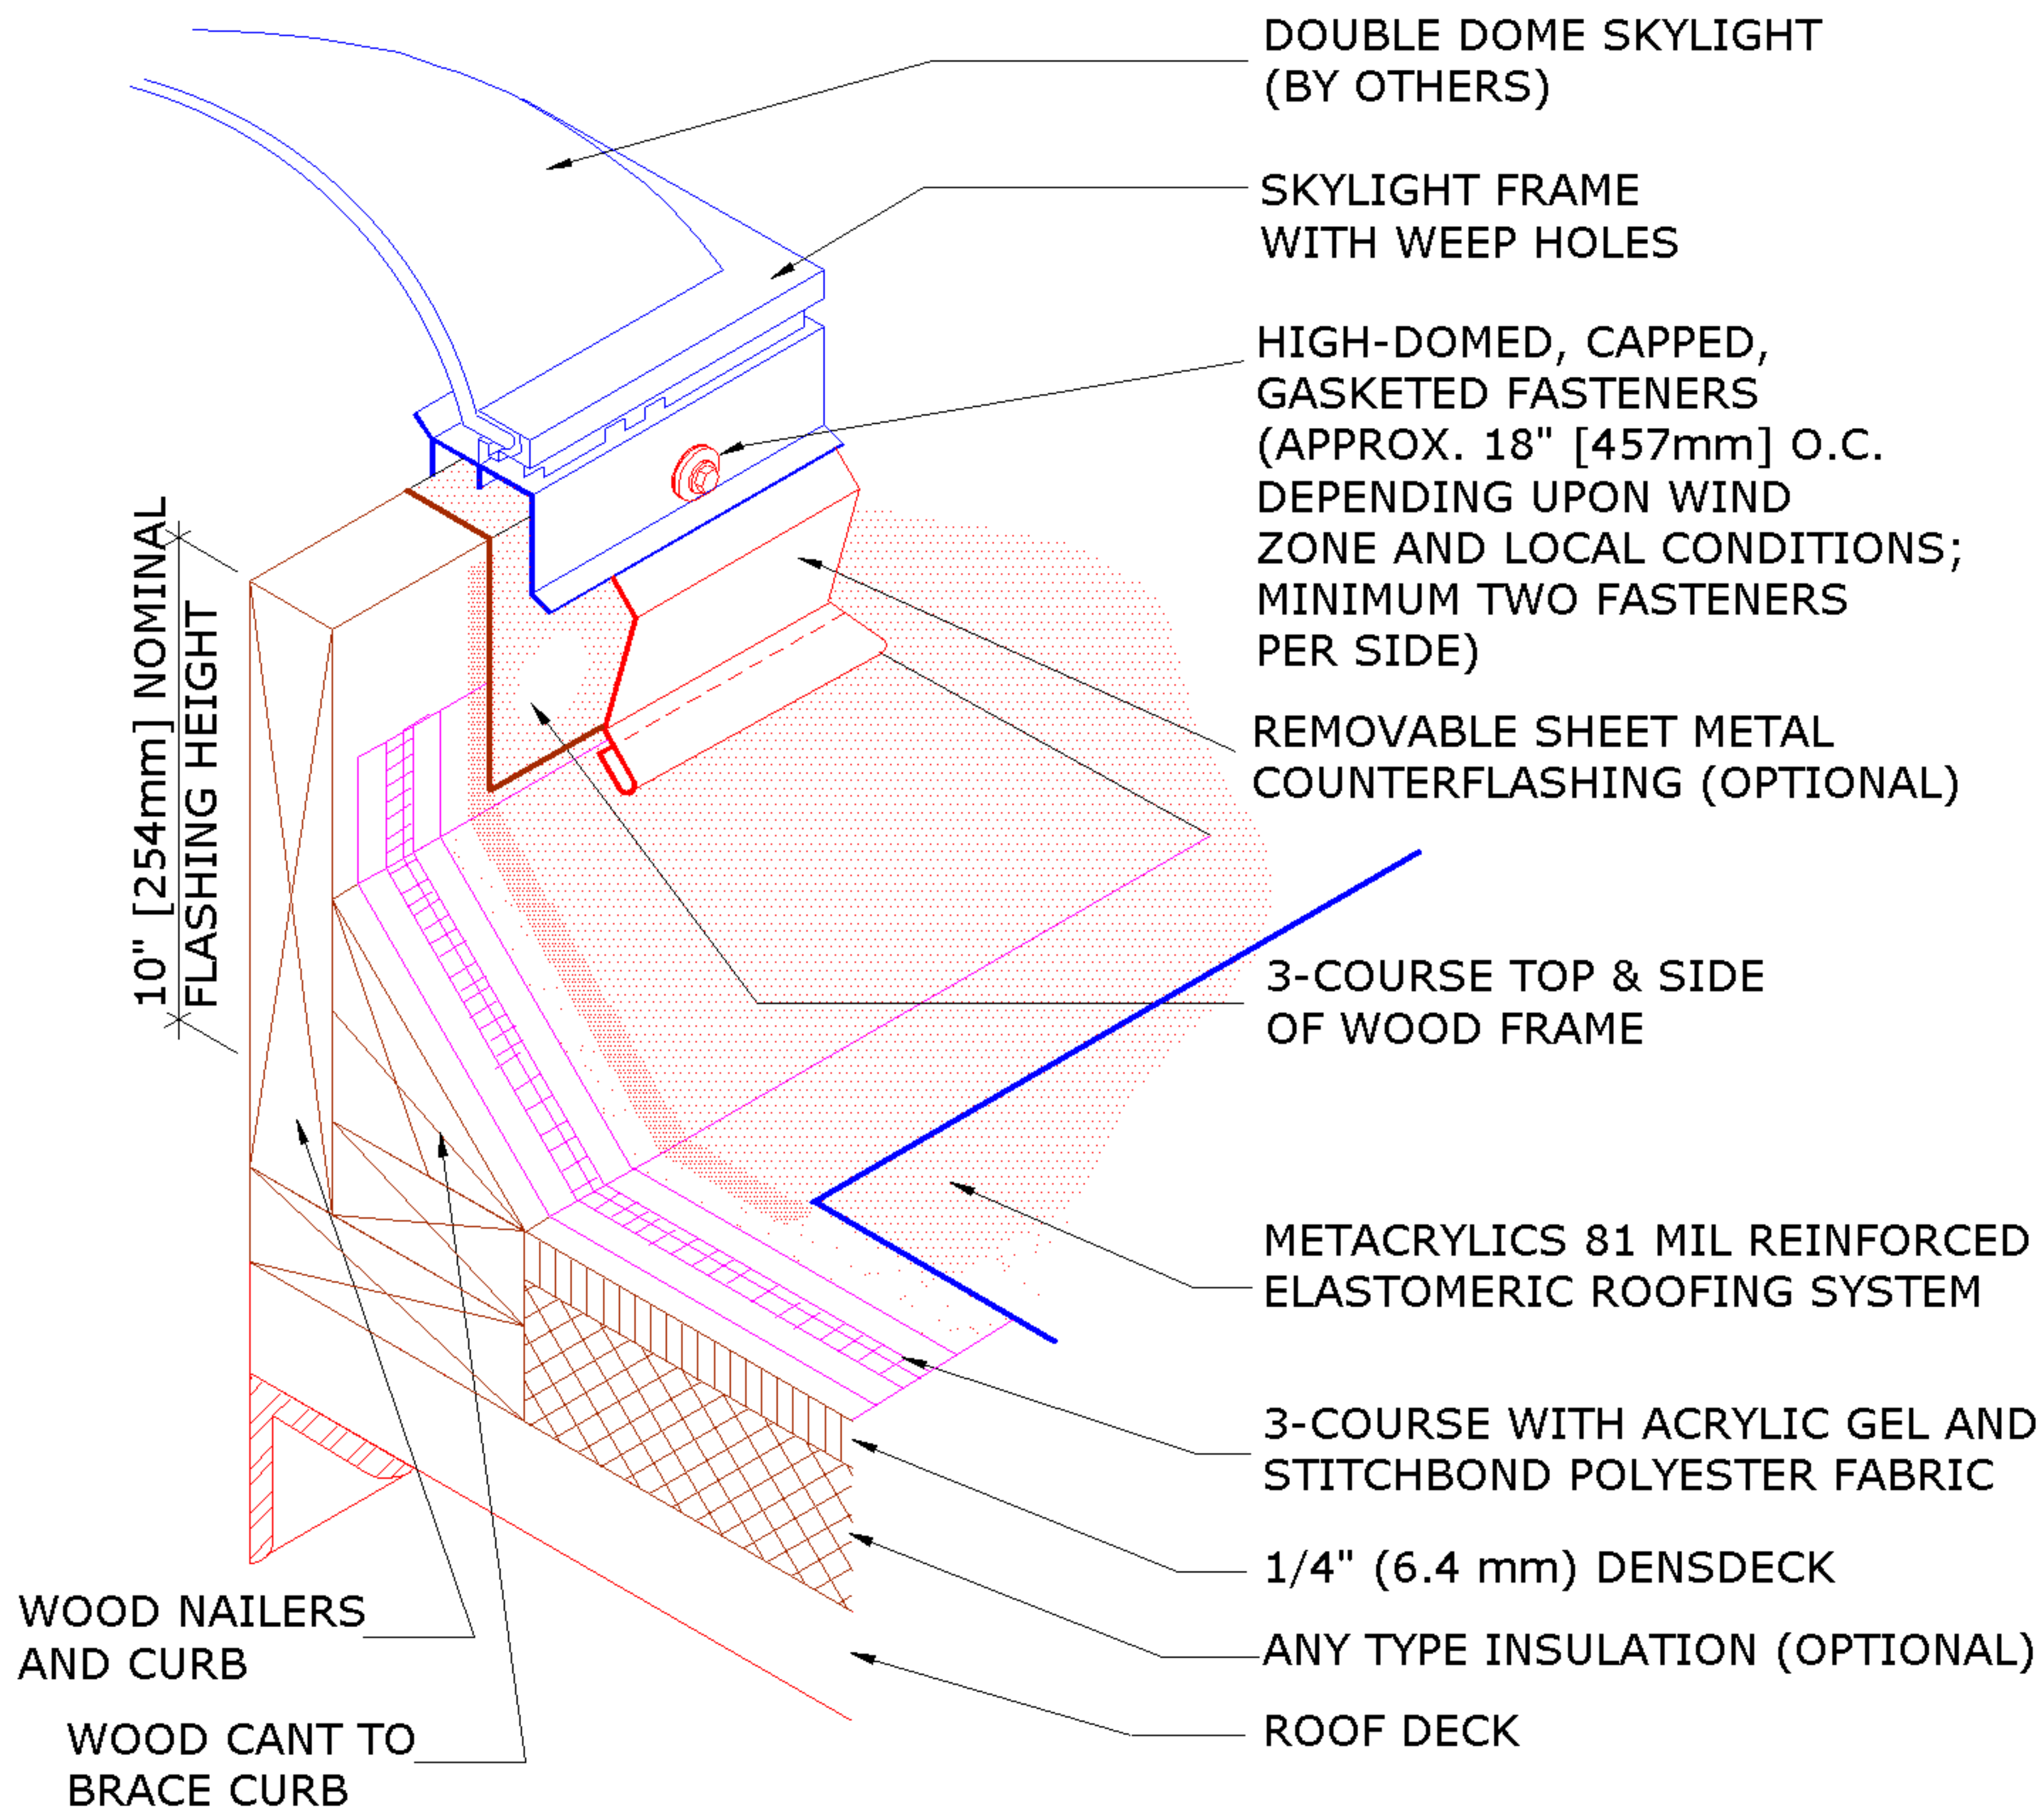 DOUBLE DOME SKYLIGHT
(BY OTHERS)
SKYLIGHT FRAME
WITH WEEP HOLES
HIGH-DOMED, CAPPED,
GASKETED FASTENERS
(APPROX. 18" [457mm] O.C.
DEPENDING UPON WIND
ZONE AND LOCAL CONDITIONS;
MINIMUM TWO FASTENERS
PER SIDE)
REMOVABLE SHEET METAL
COUNTERFLASHING (OPTIONAL)
10" [254mm] NOMINAL
FLASHING HEIGHT
3-COURSE TOP & SIDE
OF WOOD FRAME
METACRYLICS 81 MIL REINFORCED
ELASTOMERIC ROOFING SYSTEM
3-COURSE WITH ACRYLIC GEL AND
STITCHBOND POLYESTER FABRIC
1/4" (6.4 mm) DENSDECK
ANY TYPE INSULATION (OPTIONAL)
ROOF DECK
WOOD NAILERS
AND CURB
WOOD CANT TO
BRACE CURB